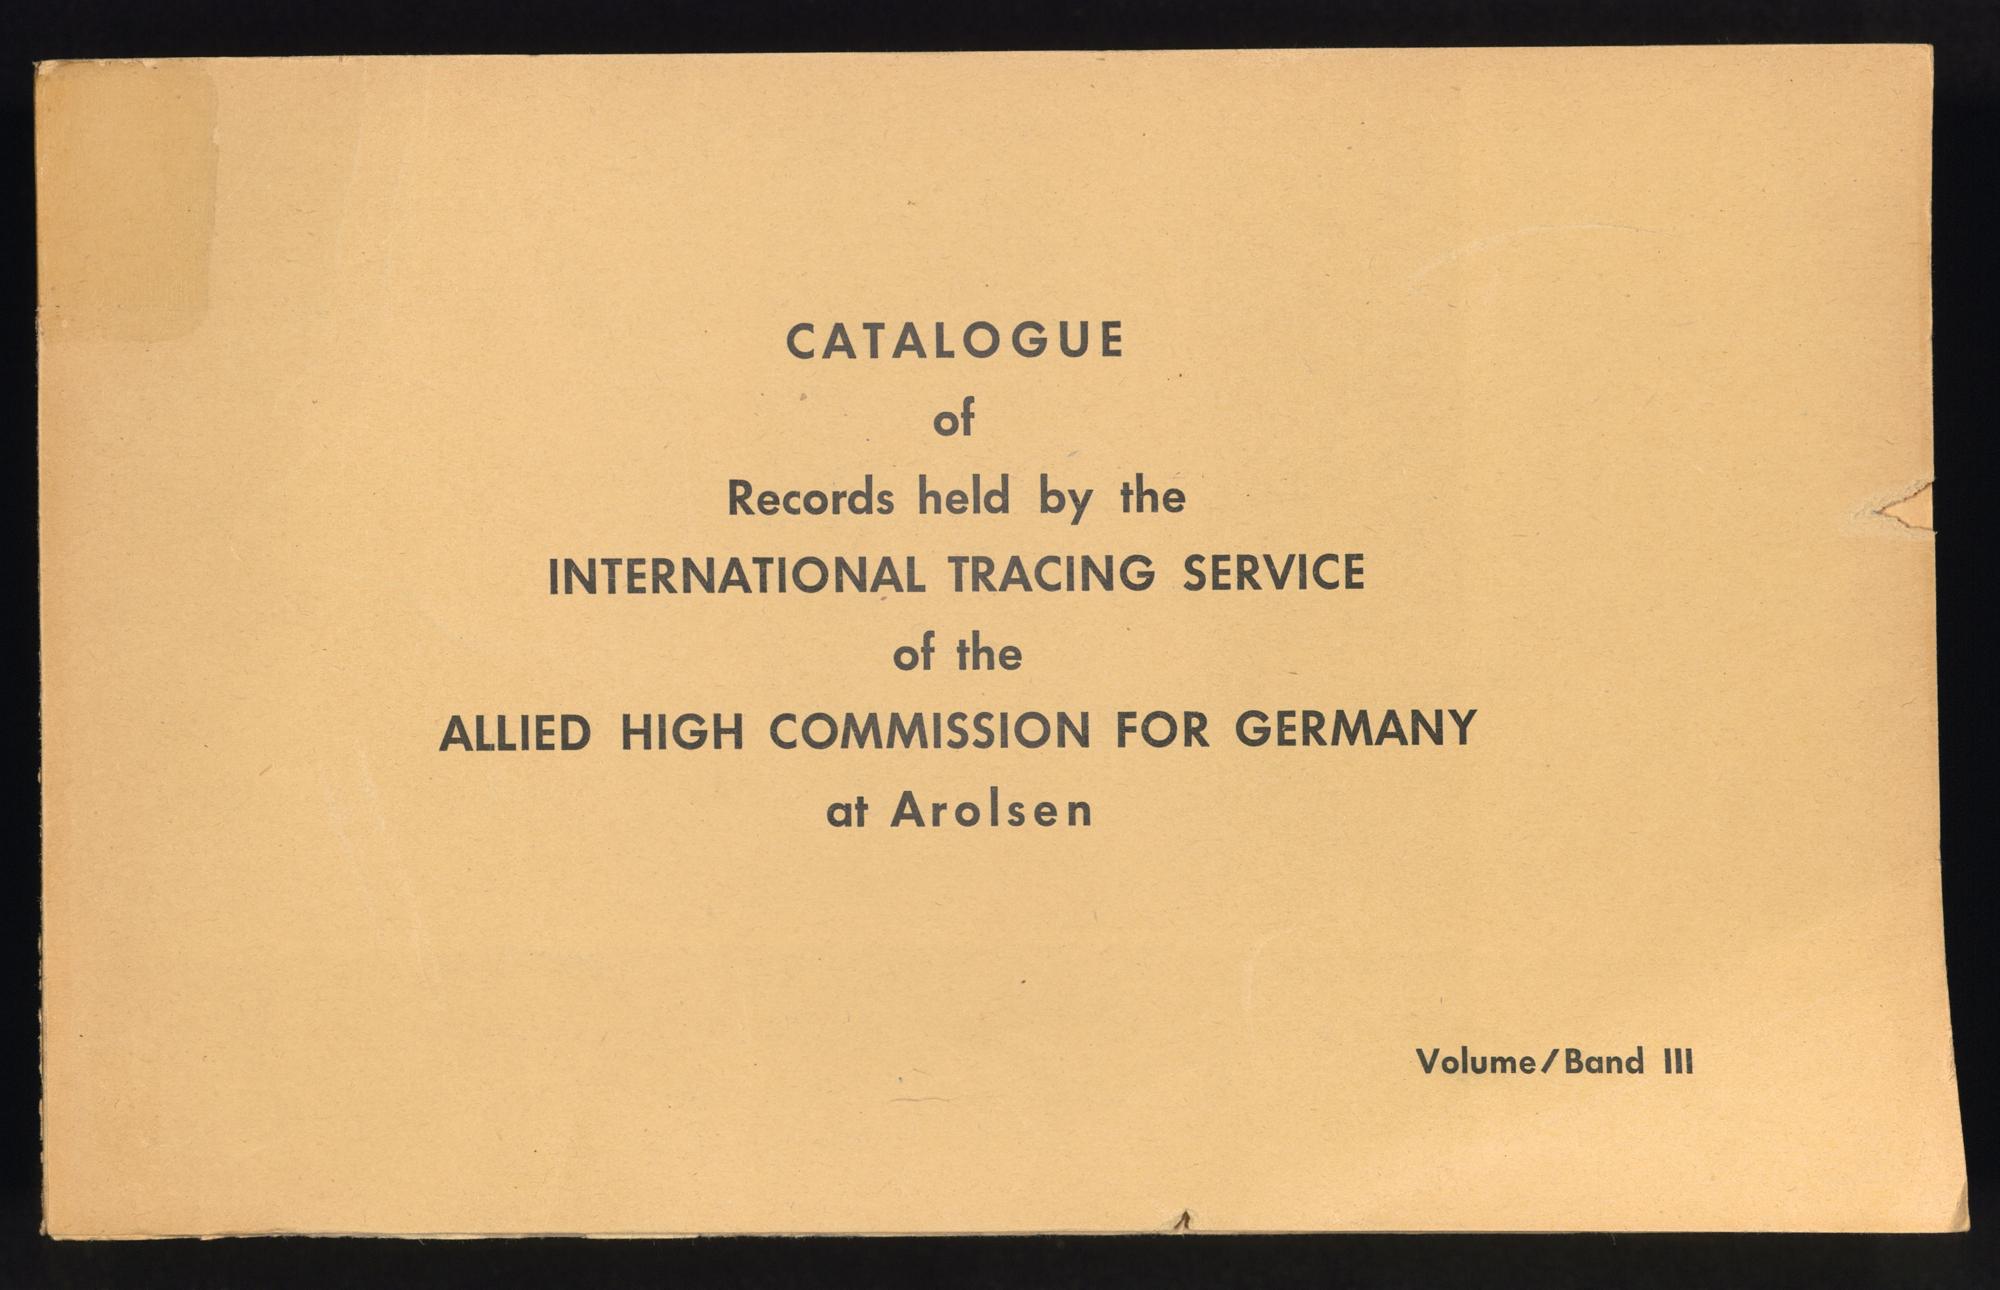 CATALOGUE
of
Records held by the
INTERNATIONAL TRACING SERVICE
of the
ALLIED HIGH COMMISSION FOR GERMANY
at Arolsen
Volume/Band III